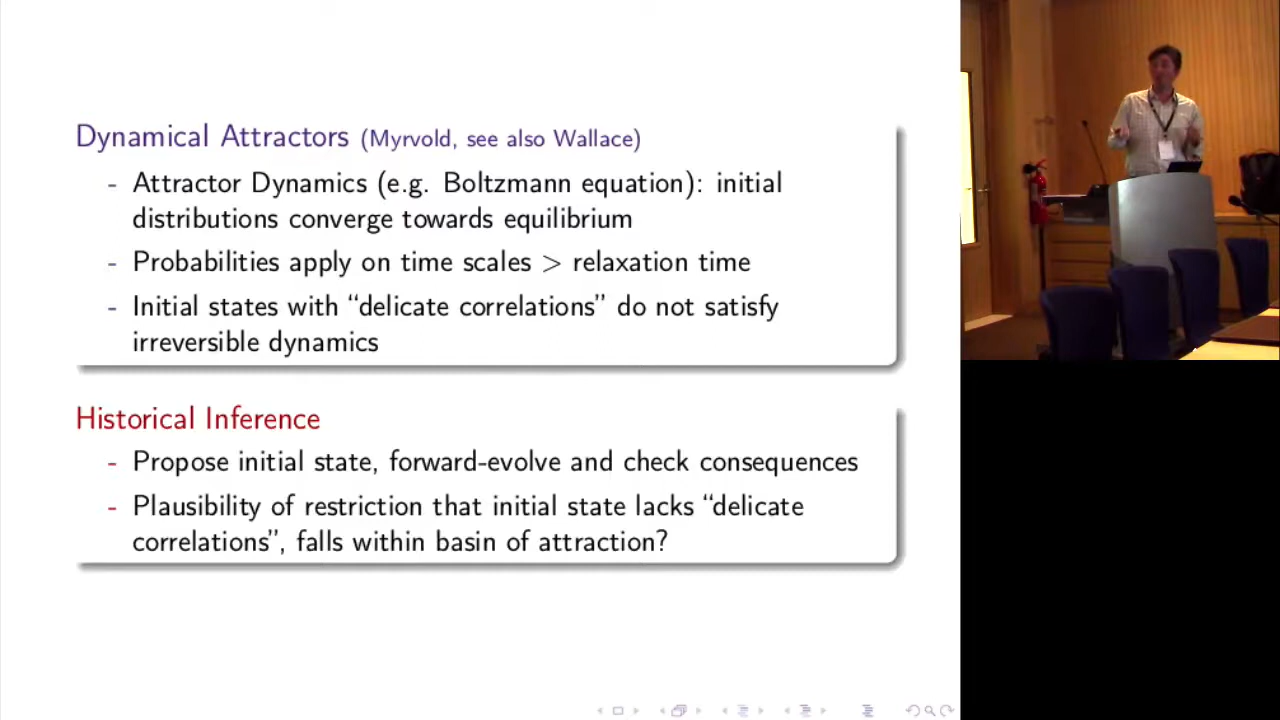 Dynamical Attractors (Myrvold, see also Wallace)
- Attractor Dynamics (e.g. Boltzmann equation): initial
distributions converge towards equilibrium
- Probabilities apply on time scales > relaxation time
- Initial states with “delicate correlations” do not satisfy
irreversible dynamics
Historical Inference
- Propose initial state, forward-evolve and check consequences
- Plausibility of restriction that initial state lacks “delicate
correlations”, falls within basin of attraction?